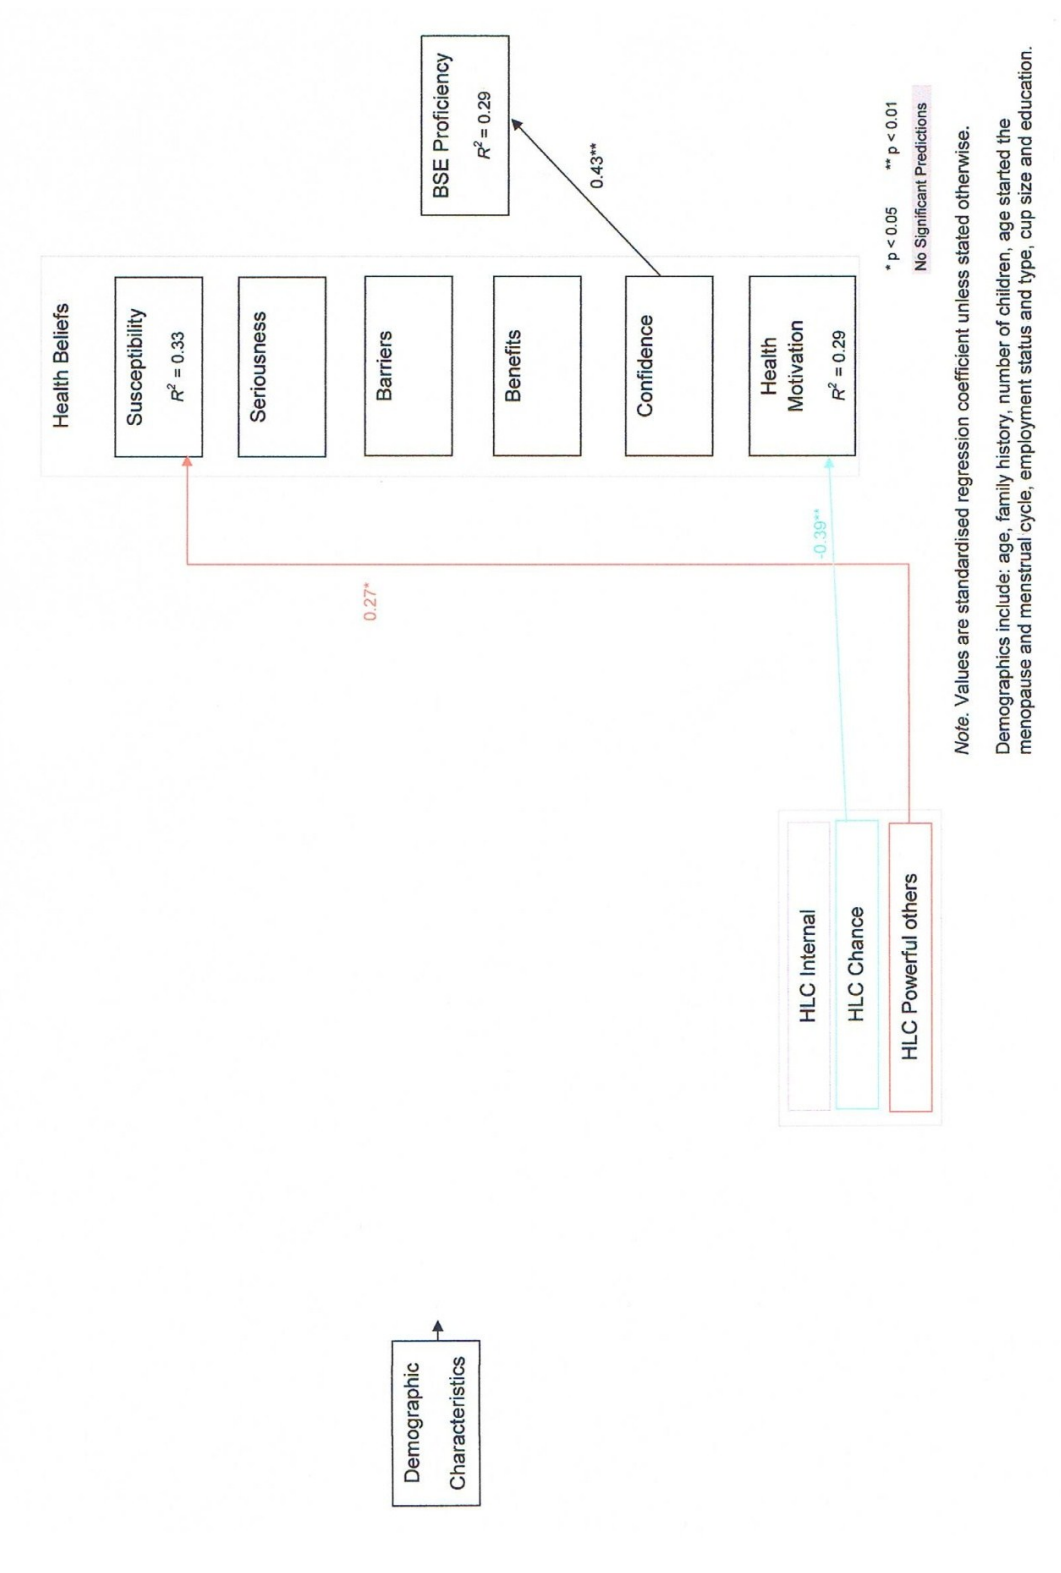 Health Beliefs
Susceptibility
R² = 0.33
Seriousness
Barriers
Benefits
Confidence
Health
Motivation
R² = 0.29
BSE Proficiency
R² = 0.29
0.43**
0.27*
-0.39**
Demographic
Characteristics
HLC Internal
HLC Chance
HLC Powerful others
* p < 0.05 ** p < 0.01
No Significant Predictions
Note. Values are standardised regression coefficient unless stated otherwise.
Demographics include: age, family history, number of children, age started the
menopause and menstrual cycle, employment status and type, cup size and education.